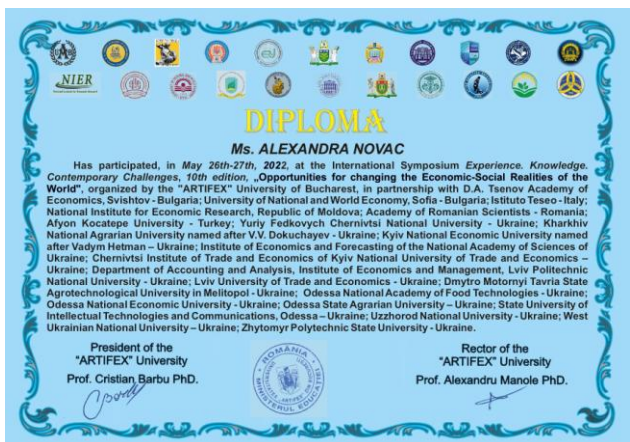 NIER
DIPLOMA
Ms. ALEXANDRA NOVAC
Has participated, in May 26th-27th, 2022, at the International Symposium Experience. Knowledge.
Contemporary Challenges, 10th edition, „Opportunities for changing the Economic-Social Realities of the
World", organized by the "ARTIFEX" University of Bucharest, in partnership with D.A. Tsenov Academy of
Economics, Svishtov - Bulgaria; University of National and World Economy, Sofia - Bulgaria; Istituto Teseo - Italy;
National Institute for Economic Research, Republic of Moldova; Academy of Romanian Scientists - Romania;
Afyon Kocatepe University - Turkey; Yuriy Fedkovych Chernivtsi National University - Ukraine; Kharkhiv
National Agrarian University named after V.V. Dokuchayev - Ukraine; Kyiv National Economic University named
after Vadym Hetman – Ukraine; Institute of Economics and Forecasting of the National Academy of Sciences of
Ukraine; Chernivtsi Institute of Trade and Economics of Kyiv National University of Trade and Economics –
Ukraine; Department of Accounting and Analysis, Institute of Economics and Management, Lviv Politechnic
National University - Ukraine; Lviv University of Trade and Economics - Ukraine; Dmytro Motornyi Tavria State
Agrotechnological University in Melitopol - Ukraine; Odessa National Academy of Food Technologies - Ukraine;
Odessa National Economic University - Ukraine; Odessa State Agrarian University – Ukraine; State University of
Intellectual Technologies and Communications, Odessa – Ukraine; Uzzhorod National University - Ukraine; West
Ukrainian National University – Ukraine; Zhytomyr Polytechnic State University - Ukraine.
President of the
"ARTIFEX" University
Prof. Cristian Barbu PhD.
ROMÂNIA
MINISTERUL EDUCAȚIEI
Rector of the
"ARTIFEX" University
Prof. Alexandru Manole PhD.